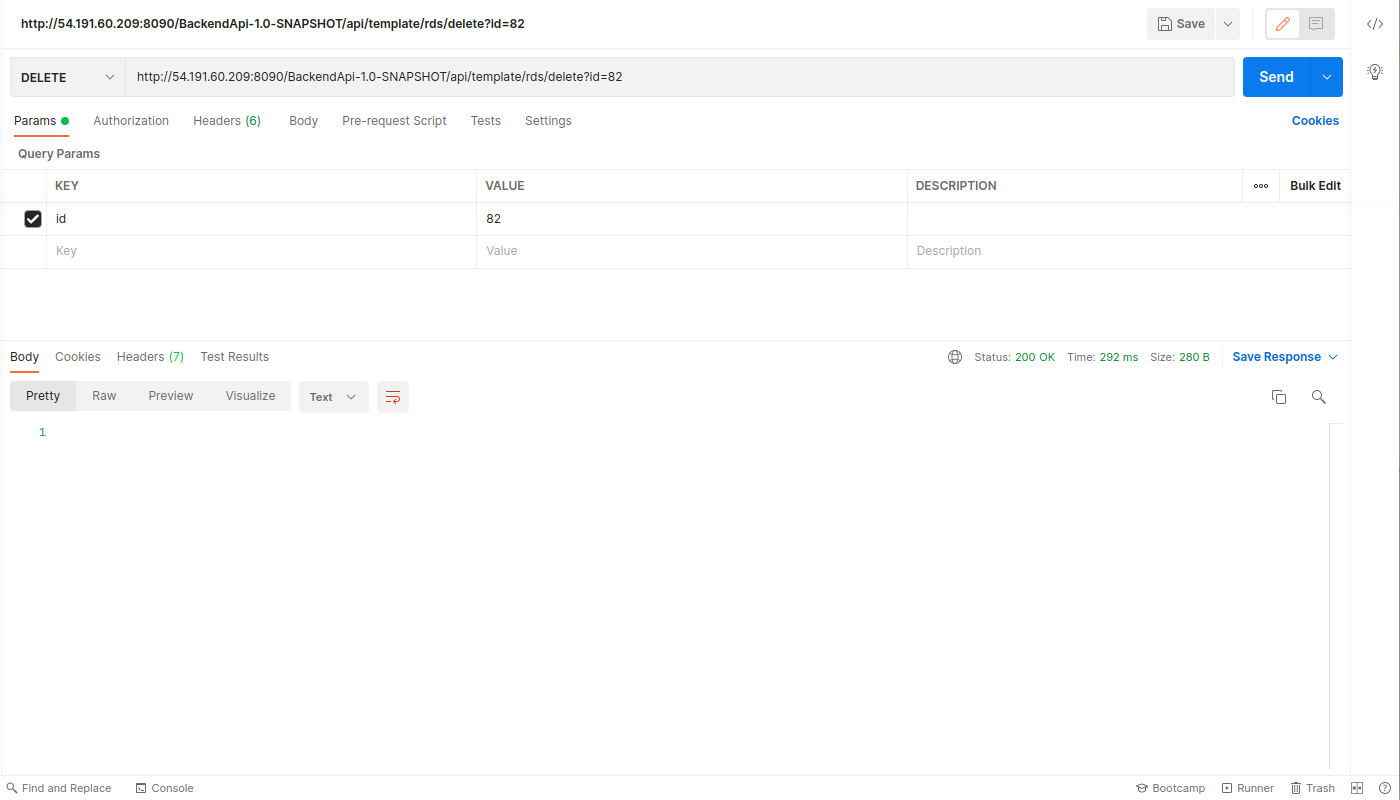 http://54.191.60.209:8090/BackendApi-1.0-SNAPSHOT/api/template/rds/delete?id=82 Save
DELETE http://54.191.60.209:8090/BackendApi-1.0-SNAPSHOT/api/template/rds/delete?id=82 Send
Params Authorization Headers (6) Body Pre-request Script Tests Settings Cookies
Query Params
KEY VALUE DESCRIPTION Bulk Edit
id 82
Key Value Description
Body Cookies Headers (7) Test Results Status: 200 OK Time: 292 ms Size: 280 B Save Response
Pretty Raw Preview Visualize Text
1
Find and Replace Console Bootcamp Runner Trash